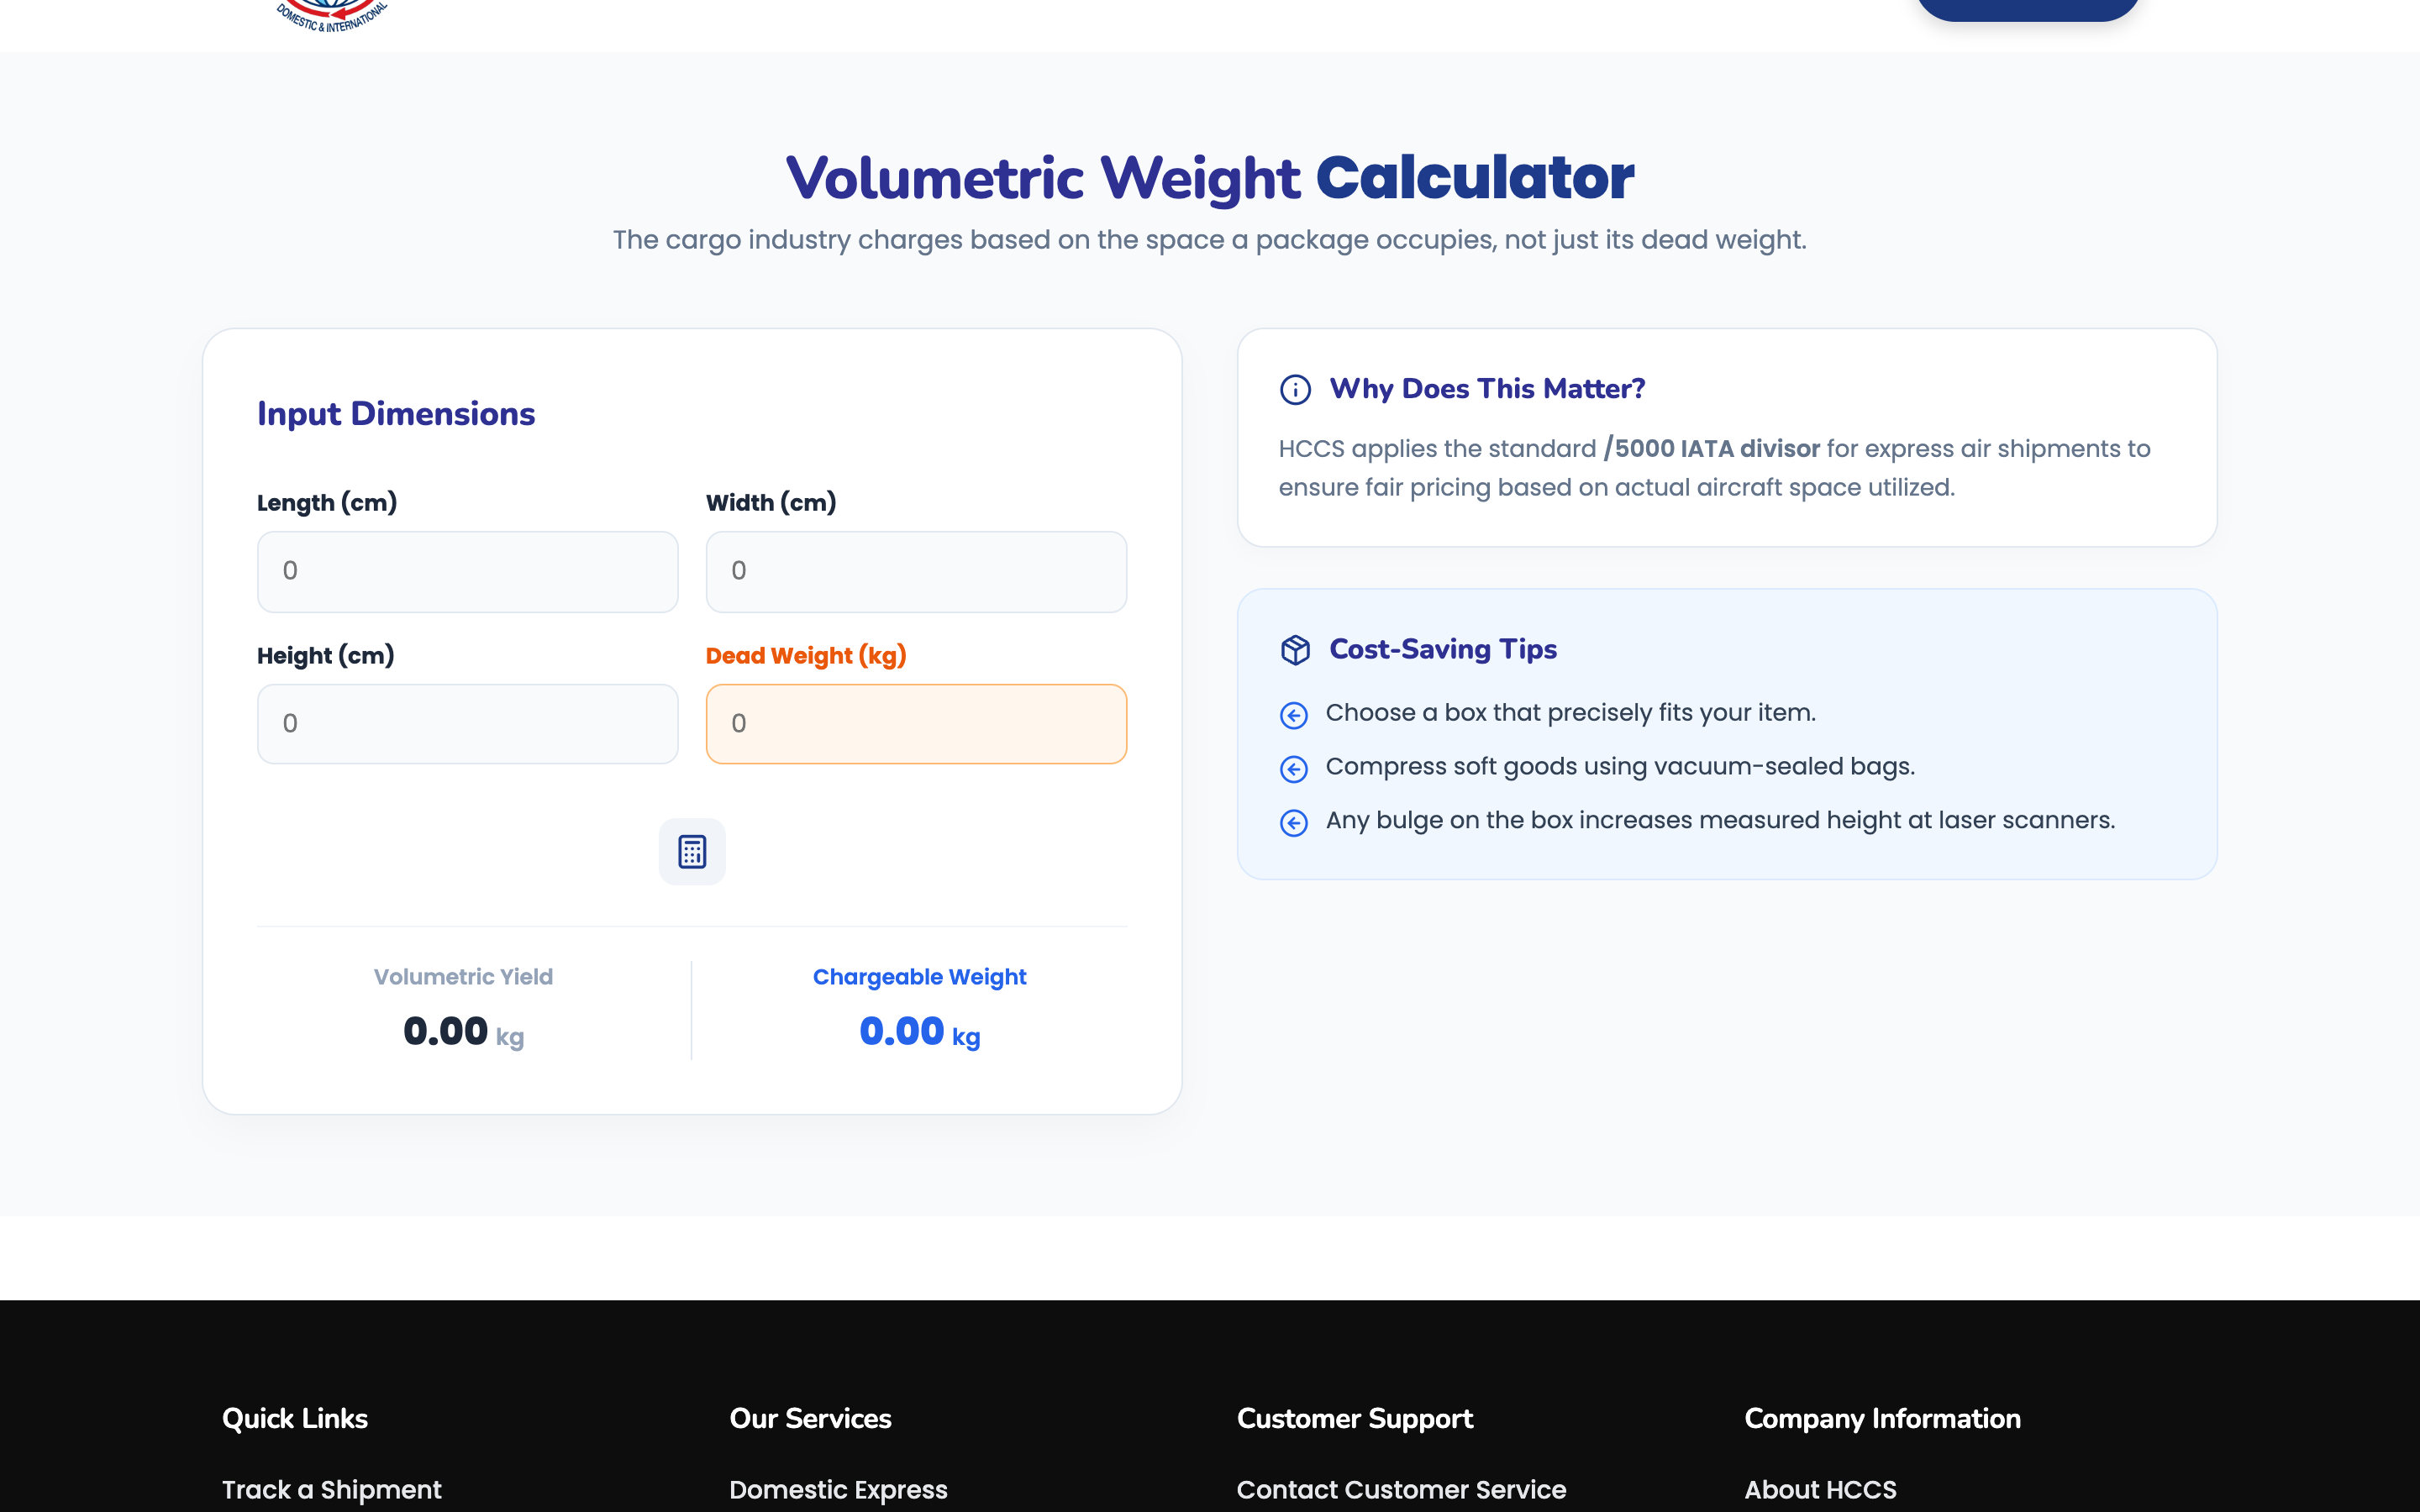 DOMESTIC & INTERNATIONAL
Volumetric Weight Calculator
The cargo industry charges based on the space a package occupies, not just its dead weight.
Input Dimensions
Length (cm)
0
Width (cm)
0
Height (cm)
0
Dead Weight (kg)
0
Volumetric Yield
0.00 kg
Chargeable Weight
0.00 kg
Why Does This Matter?
HCCS applies the standard /5000 IATA divisor for express air shipments to
ensure fair pricing based on actual aircraft space utilized.
Cost-Saving Tips
Choose a box that precisely fits your item.
Compress soft goods using vacuum-sealed bags.
Any bulge on the box increases measured height at laser scanners.
Quick Links
Track a Shipment
Our Services
Domestic Express
Customer Support
Contact Customer Service
Company Information
About HCCS